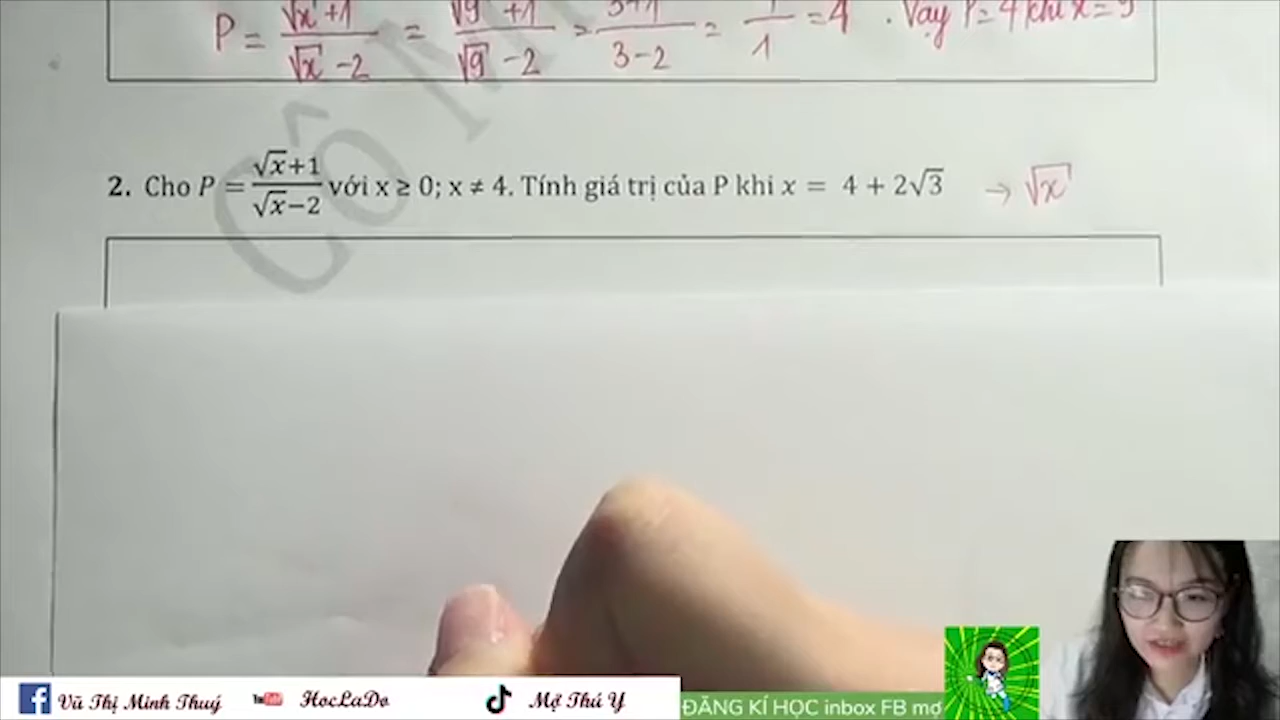 P = √x+1 / √x-2 = √9+1 / √9-2 = 3+1 / 3-2 = /1 = 4 . Vậy P=4 khi x=9
2. Cho P = √x+1 / √x−2 với x ≥ 0; x ≠ 4. Tính giá trị của P khi x = 4 + 2√3 → √x
CÔ M
Vũ Thị Minh Thuý HocLaDo Mợ Thú Y ĐĂNG KÍ HỌC inbox FB mợ